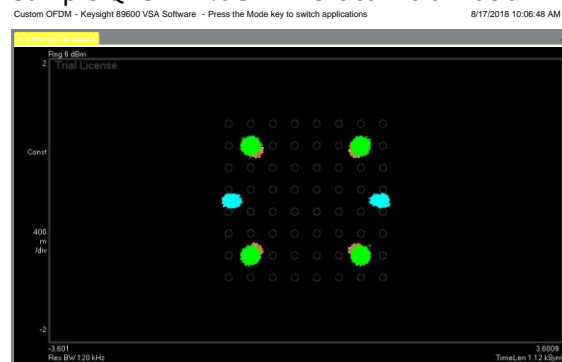 Custom OFDM - Keysight 89600 VSA Software - Press the Mode key to switch applications 8/17/2018 10:06:48 AM
Rng 6 dBm
2 Trial License
Const
400
m
/div
-2
-3.601 3.6009
Res BW 120 kHz TimeLen 1.12 kSym